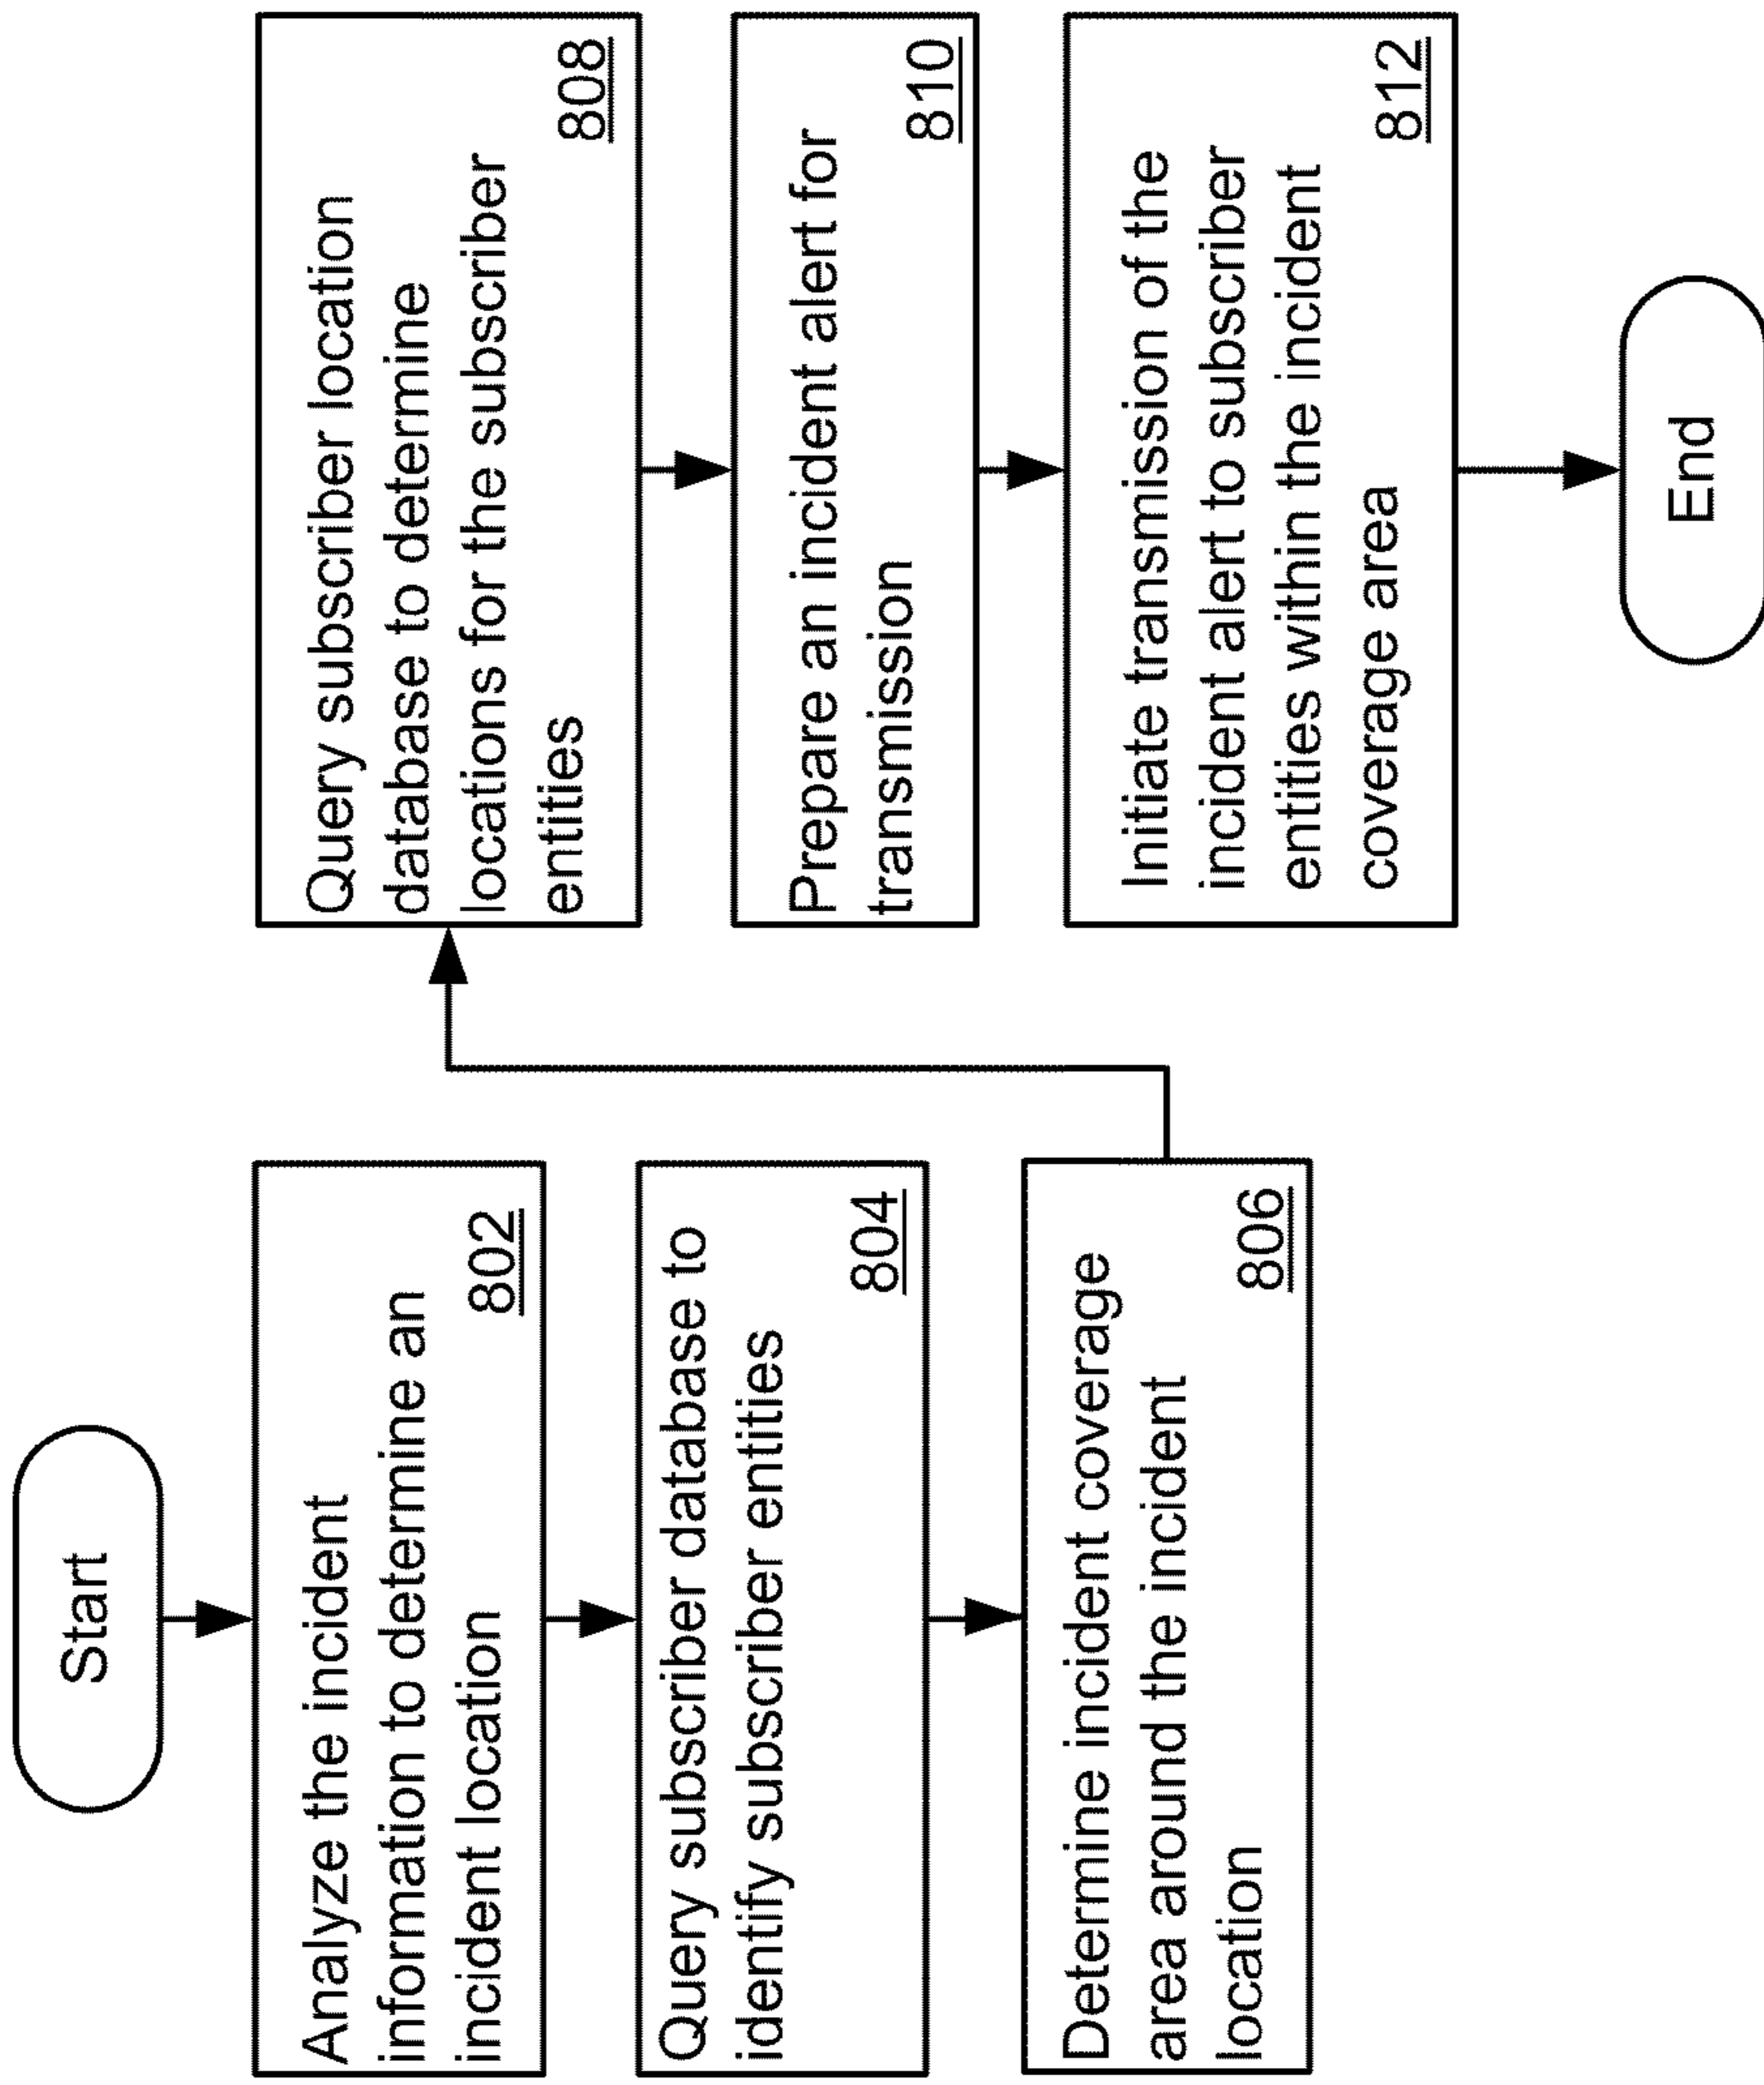 Start
Analyze the incident
information to determine an
incident location
802
Query subscriber database to
identify subscriber entities
804
Determine incident coverage
area around the incident
location
806
Query subscriber location
database to determine
locations for the subscriber
entities
808
Prepare an incident alert for
transmission
810
Initiate transmission of the
incident alert to subscriber
entities within the incident
coverage area
812
End